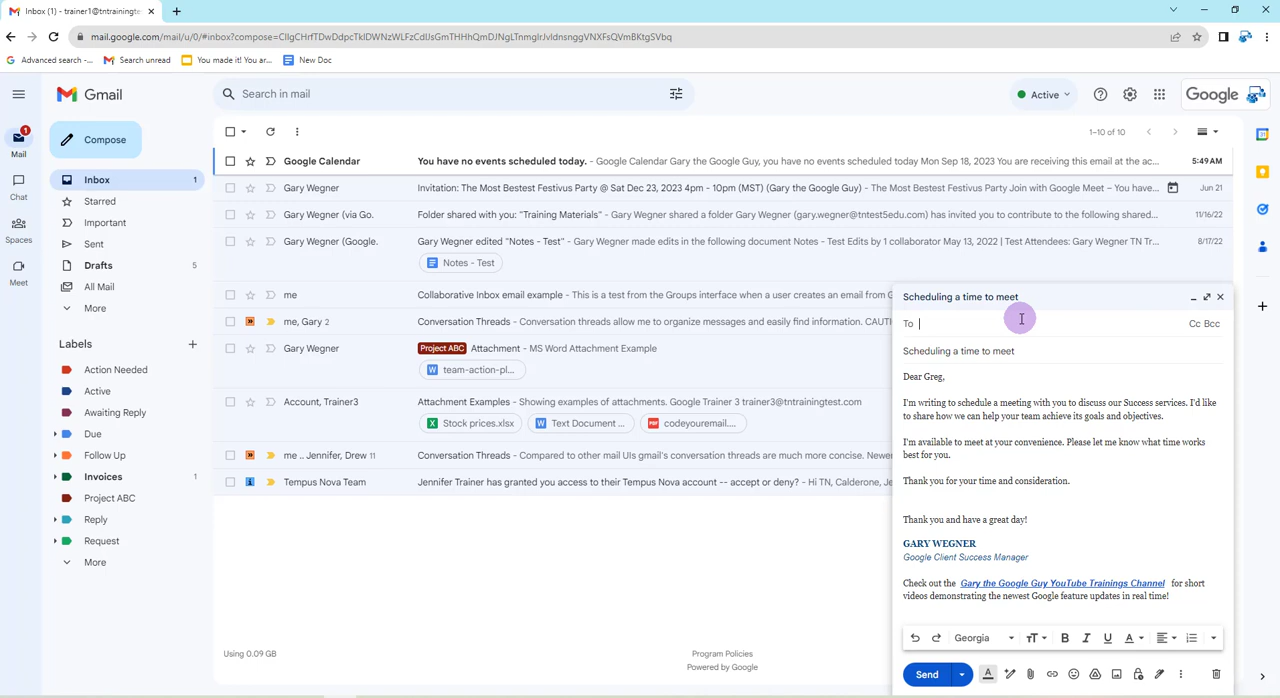 Inbox (1) - trainer1@tntrainingte
mail.google.com/mail/u/0/#inbox?compose=
Advanced search -... Search unread You made it! You ar... New Doc
Gmail Search in mail Active Google
1 Mail Compose 1–10 of 10
Inbox 1 Google Calendar You have no events scheduled today. - Google Calendar Gary the Google Guy, you have no events scheduled today Mon Sep 18, 2023 You are receiving this email at the ac... 5:49 AM
Chat Starred Gary Wegner Invitation: The Most Bestest Festivus Party @ Sat Dec 23, 2023 4pm - 10pm (MST) (Gary the Google Guy) - The Most Bestest Festivus Party Join with Google Meet – You have... Jun 21
Spaces Important Gary Wegner (via Go. Folder shared with you: "Training Materials" - Gary Wegner shared a folder Gary Wegner (gary.wegner@tntest5edu.com) has invited you to contribute to the following shared... 11/16/22
Sent Gary Wegner (Google. Gary Wegner edited "Notes - Test" - Gary Wegner made edits in the following document Notes - Test Edits by 1 collaborator May 13, 2022 | Test Attendees: Gary Wegner TN Tr... 8/17/22
Meet Drafts 5 Notes - Test
All Mail me Collaborative Inbox email example - This is a test from the Groups interface when a user creates an email from G
More me, Gary 2 Conversation Threads - Conversation threads allow me to organize messages and easily find information. CAUTI
Labels Gary Wegner Project ABC Attachment - MS Word Attachment Example
Action Needed team-action-pl...
Active
Awaiting Reply Account, Trainer3 Attachment Examples - Showing examples of attachments. Google Trainer 3 trainer3@tntrainingtest.com
Due Stock prices.xlsx Text Document ... codeyouremail....
Follow Up me .. Jennifer, Drew 11 Conversation Threads - Compared to other mail UIs gmail's conversation threads are much more concise. Newer
Invoices 1 Tempus Nova Team Jennifer Trainer has granted you access to their Tempus Nova account -- accept or deny? - Hi TN, Calderone, Je
Project ABC
Reply
Request
More
Using 0.09 GB Program Policies
Powered by Google
Scheduling a time to meet
To Cc Bcc
Scheduling a time to meet
Dear Greg,
I'm writing to schedule a meeting with you to discuss our Success services. I'd like
to share how we can help your team achieve its goals and objectives.
I'm available to meet at your convenience. Please let me know what time works
best for you.
Thank you for your time and consideration.
Thank you and have a great day!
GARY WEGNER
Google Client Success Manager
Check out the Gary the Google Guy YouTube Trainings Channel for short
videos demonstrating the newest Google feature updates in real time!
Georgia TT B I U A
Send A